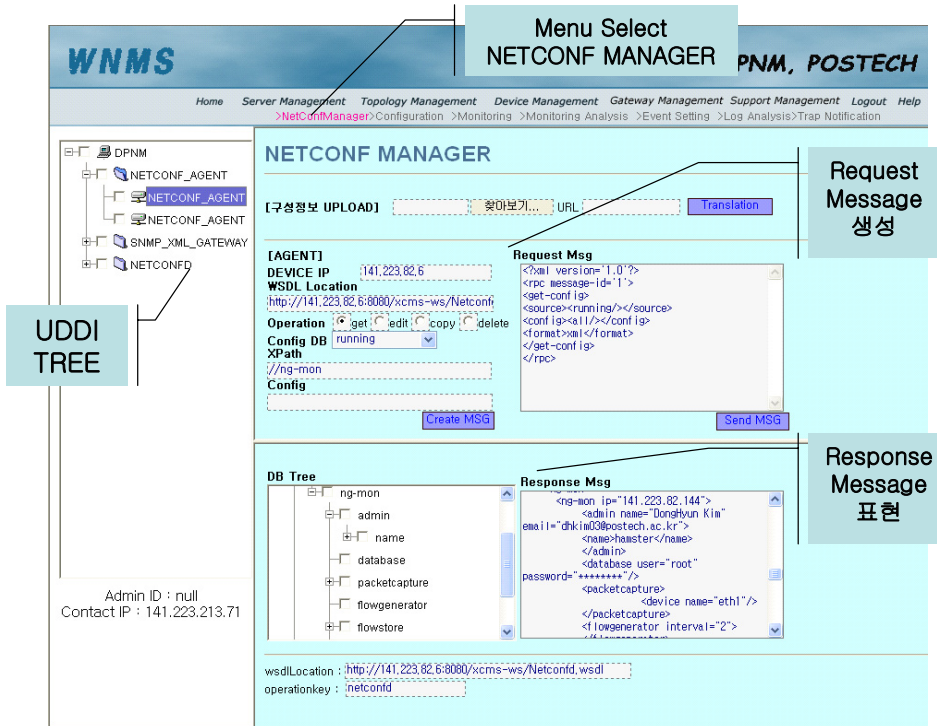 Menu Select
NETCONF MANAGER
WNMS
DPNM, POSTECH
Home Server Management Topology Management Device Management Gateway Management Support Management Logout Help
>NetConfManager>Configuration >Monitoring >Monitoring Analysis >Event Setting >Log Analysis>Trap Notification
DPNM
NETCONF_AGENT
NETCONF_AGENT
NETCONF_AGENT
SNMP_XML_GATEWAY
NETCONFD
UDDI
TREE
Admin ID : null
Contact IP : 141.223.213.71
NETCONF MANAGER
[구성정보 UPLOAD] 찾아보기... URL Translation
Request
Message
생성
[AGENT]
DEVICE IP 141,223,82,6
WSDL Location
http://141,223,82,6:8080/xcms-ws/Netconf
Operation get edit copy delete
Config DB running
XPath
//ng-mon
Config
Create MSG
Request Msg
<?xml version='1.0'?>
<rpc message-id='1'>
<get-config>
<source><running/></source>
<config><all/></config>
<format>xml</format>
</get-config>
</rpc>
Send MSG
Response
Message
표현
DB Tree
ng-mon
admin
name
database
packetcapture
flowgenerator
flowstore
Response Msg
<ng-mon ip="141.223.82.144">
<admin name="DongHyun Kim"
email="dhkim03@postech.ac.kr">
<name>hamster</name>
</admin>
<database user="root"
password="********"/>
<packetcapture>
<device name="eth1"/>
</packetcapture>
<flowgenerator interval="2">
wsdlLocation : http://141,223,82,6:8080/xcms-ws/Netconfd,wsdl
operationkey : netconfd